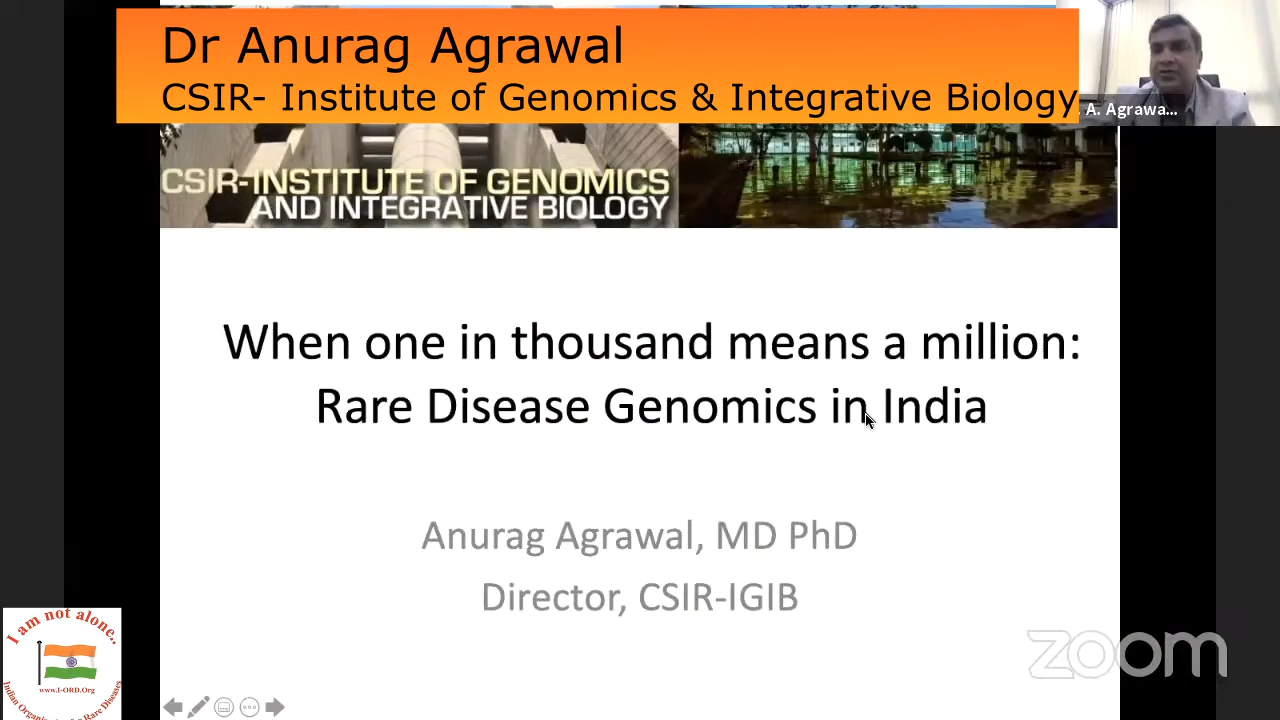 Dr Anurag Agrawal
CSIR- Institute of Genomics & Integrative Biology
A. Agrawa...
CSIR-INSTITUTE OF GENOMICS
AND INTEGRATIVE BIOLOGY
When one in thousand means a million:
Rare Disease Genomics in India
Anurag Agrawal, MD PhD
Director, CSIR-IGIB
I am not alone..
www.I-ORD.Org
Indian Rare Diseases
zoom